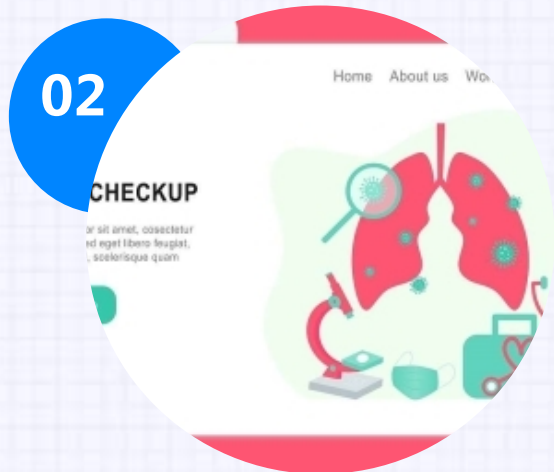 02
Home About us
CHECKUP
or sit amet, cosectetur
ed eget libero feugiat,
, scelerisque quam